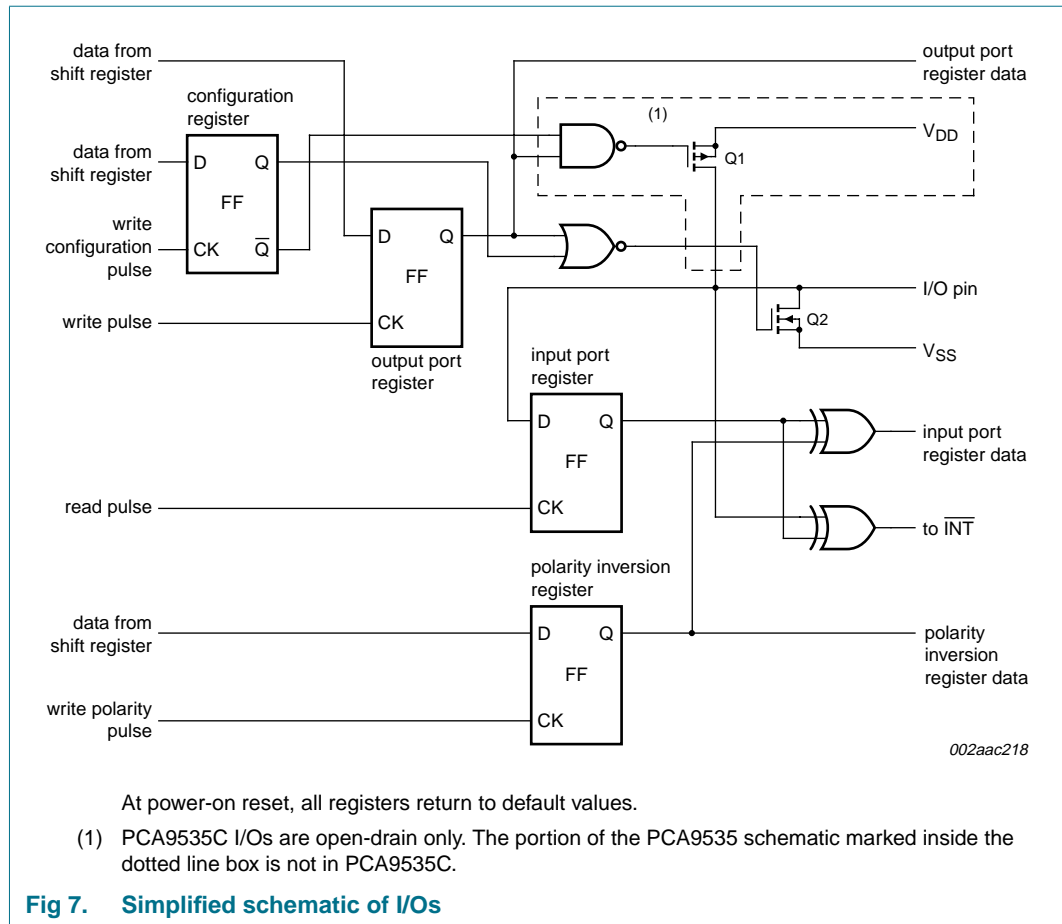 data from
shift register
output port
register data
configuration
register
(1)
VDD
data from
shift register
D
Q
Q1
FF
write
configuration
pulse
CK
Q
D
Q
FF
I/O pin
Q2
write pulse
CK
VSS
output port
register
input port
register
D
Q
input port
register data
FF
read pulse
CK
to INT
polarity inversion
register
data from
shift register
D
Q
polarity
inversion
register data
FF
write polarity
pulse
CK
002aac218
At power-on reset, all registers return to default values.
(1) PCA9535C I/Os are open-drain only. The portion of the PCA9535 schematic marked inside the
dotted line box is not in PCA9535C.
Fig 7. Simplified schematic of I/Os